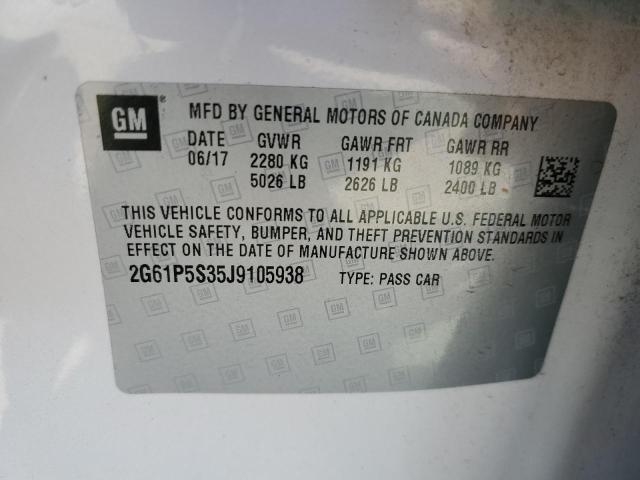 GM ®
MFD BY GENERAL MOTORS OF CANADA COMPANY
DATE GVWR GAWR FRT GAWR RR
06/17 2280 KG 1191 KG 1089 KG
5026 LB 2626 LB 2400 LB
THIS VEHICLE CONFORMS TO ALL APPLICABLE U.S. FEDERAL MOTOR
VEHICLE SAFETY, BUMPER, AND THEFT PREVENTION STANDARDS IN
EFFECT ON THE DATE OF MANUFACTURE SHOWN ABOVE.
2G61P5S35J9105938 TYPE: PASS CAR